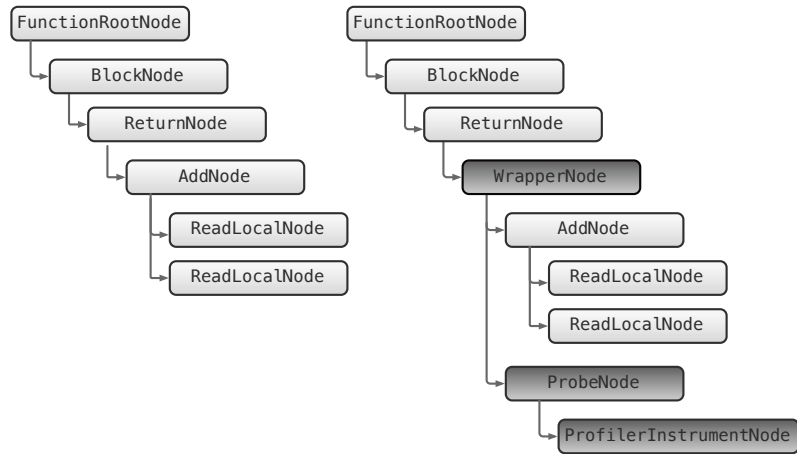 FunctionRootNode
BlockNode
ReturnNode
AddNode
ReadLocalNode
ReadLocalNode
FunctionRootNode
BlockNode
ReturnNode
WrapperNode
AddNode
ReadLocalNode
ReadLocalNode
ProbeNode
ProfilerInstrumentNode